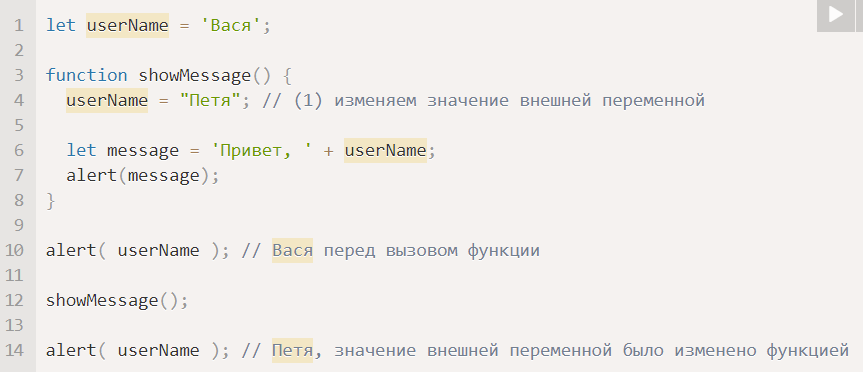 1 let userName = 'Вася';
2
3 function showMessage() {
4   userName = "Петя"; // (1) изменяем значение внешней переменной
5
6   let message = 'Привет, ' + userName;
7   alert(message);
8 }
9
10 alert( userName ); // Вася перед вызовом функции
11
12 showMessage();
13
14 alert( userName ); // Петя, значение внешней переменной было изменено функцией